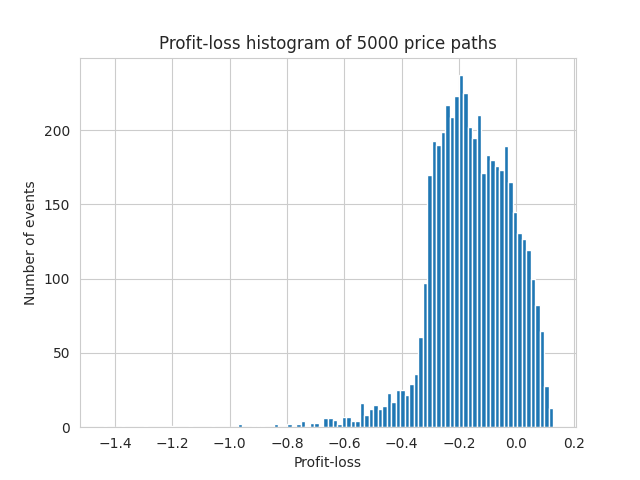 Profit-loss histogram of 5000 price paths
Number of events
200
150
100
50
0
−1.4 −1.2 −1.0 −0.8 −0.6 −0.4 −0.2 0.0 0.2
Profit-loss